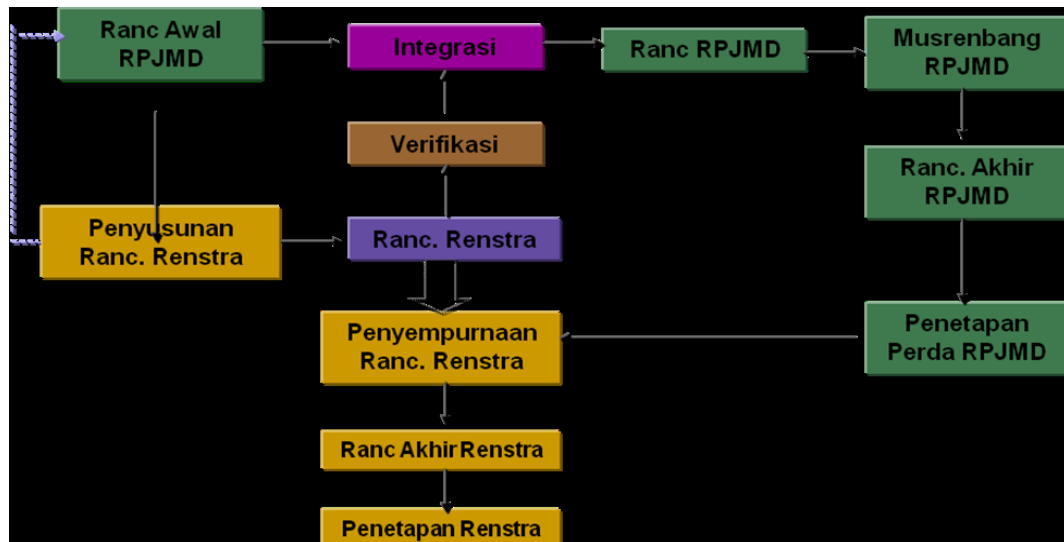 Ranc Awal
RPJMD
Integrasi
Ranc RPJMD
Musrenbang
RPJMD
Verifikasi
Ranc. Akhir
RPJMD
Penyusunan
Ranc. Renstra
Ranc. Renstra
Penyempurnaan
Ranc. Renstra
Penetapan
Perda RPJMD
Ranc Akhir Renstra
Penetapan Renstra